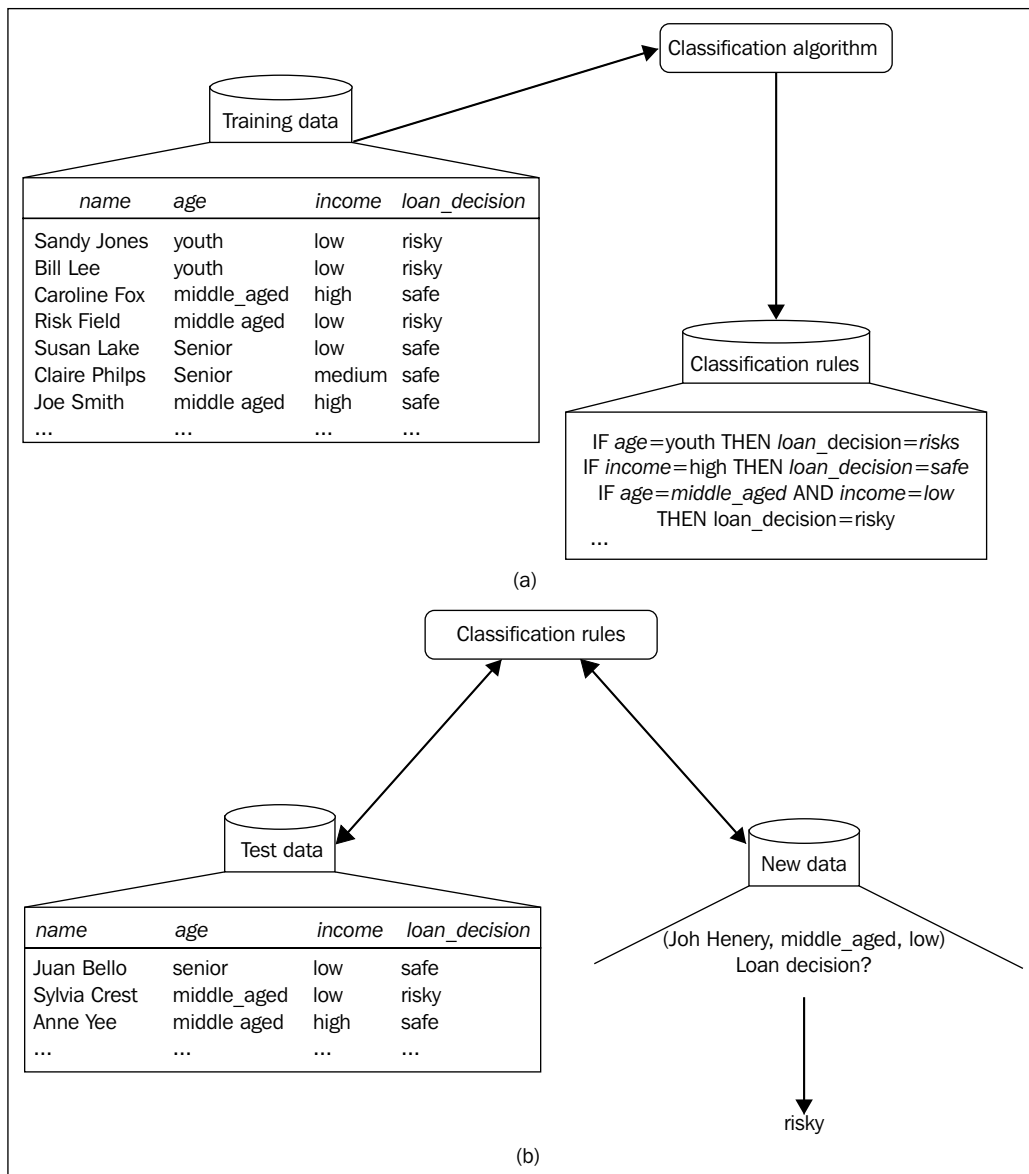 Classification algorithm
Training data
name age income loan_decision
Sandy Jones youth low risky
Bill Lee youth low risky
Caroline Fox middle_aged high safe
Risk Field middle aged low risky
Susan Lake Senior low safe
Claire Philps Senior medium safe
Joe Smith middle aged high safe
... ... ... ...
Classification rules
IF age=youth THEN loan_decision=risks
IF income=high THEN loan_decision=safe
IF age=middle_aged AND income=low
THEN loan_decision=risky
...
(a)
Classification rules
Test data
name age income loan_decision
Juan Bello senior low safe
Sylvia Crest middle_aged low risky
Anne Yee middle aged high safe
... ... ... ...
New data
(Joh Henery, middle_aged, low)
Loan decision?
risky
(b)